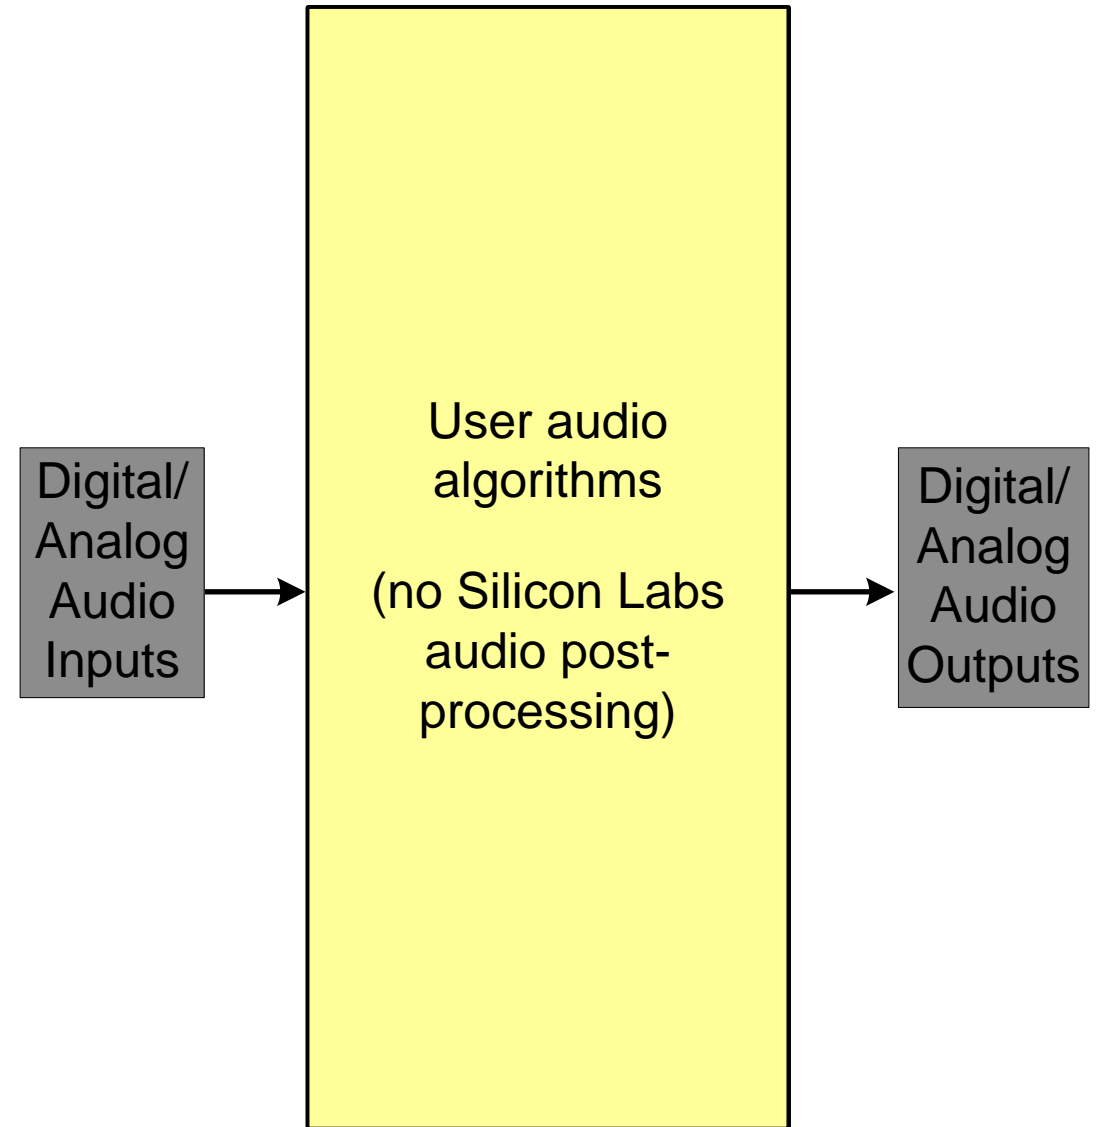 Digital/
Analog
Audio
Inputs
User audio
algorithms
(no Silicon Labs
audio post-
processing)
Digital/
Analog
Audio
Outputs